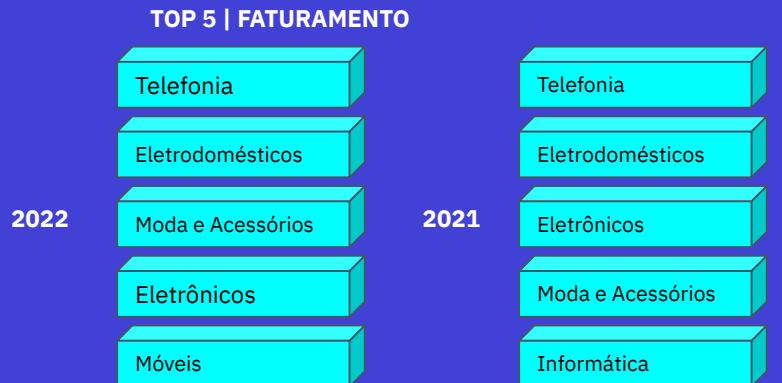 TOP 5 | FATURAMENTO
2022
Telefonia
Eletrodomésticos
Moda e Acessórios
Eletrônicos
Móveis
2021
Telefonia
Eletrodomésticos
Eletrônicos
Moda e Acessórios
Informática